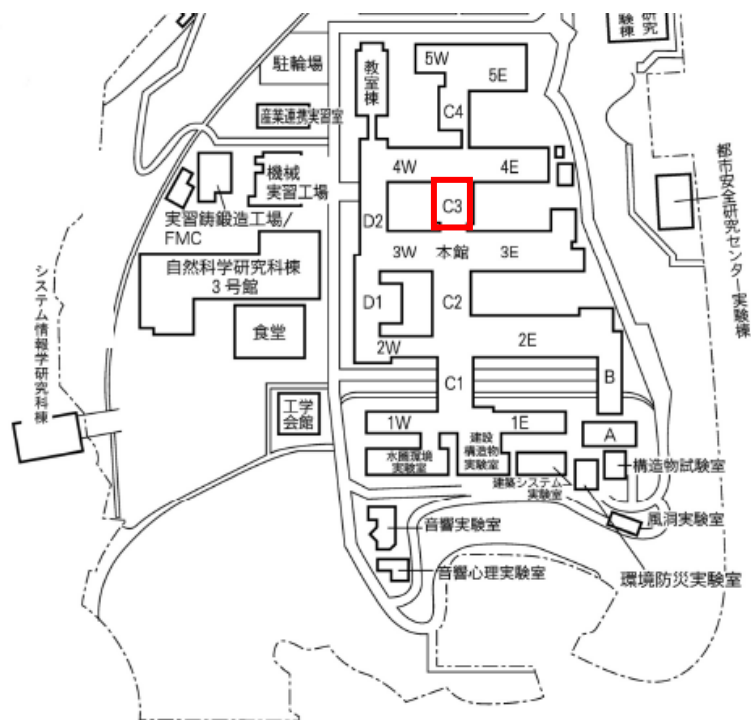 験 研
棟 究
駐輪場
教室棟
5W
5E
産業連携実習室
C4
機械
実習工場
4W
4E
都市安全研究センター実験棟
実習鋳鍛造工場/
FMC
D2
C3
3W
本館
3E
自然科学研究科棟
3号館
システム情報学研究科棟
D1
C2
食堂
2W
2E
C1
B
工学
会館
1W
建設
構造物
実験室
1E
A
水圏環境
実験室
建築システム
実験室
構造物試験室
音響実験室
風洞実験室
音響心理実験室
環境防災実験室